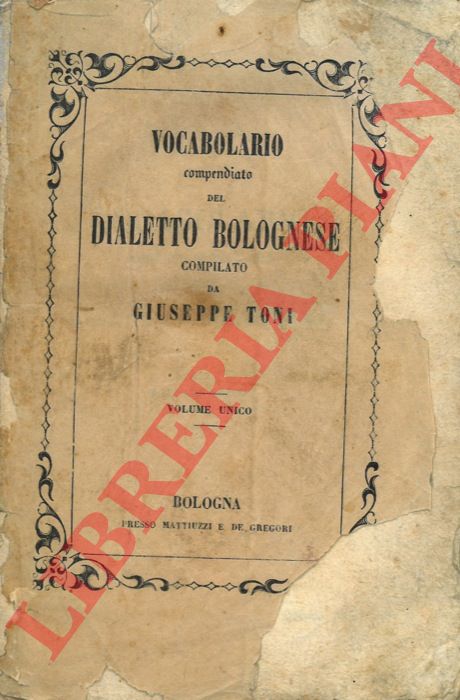 VOCABOLARIO
compendiato
DEL
DIALETTO BOLOGNESE
COMPILATO
DA
GIUSEPPE TONI
VOLUME UNICO
BOLOGNA
PRESSO MATTIUZZI E DE GREGORI
LIBRERIA PIANI